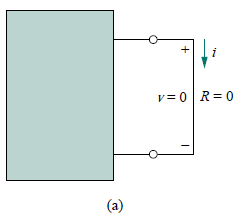 +
i
v = 0 R = 0
−
(a)